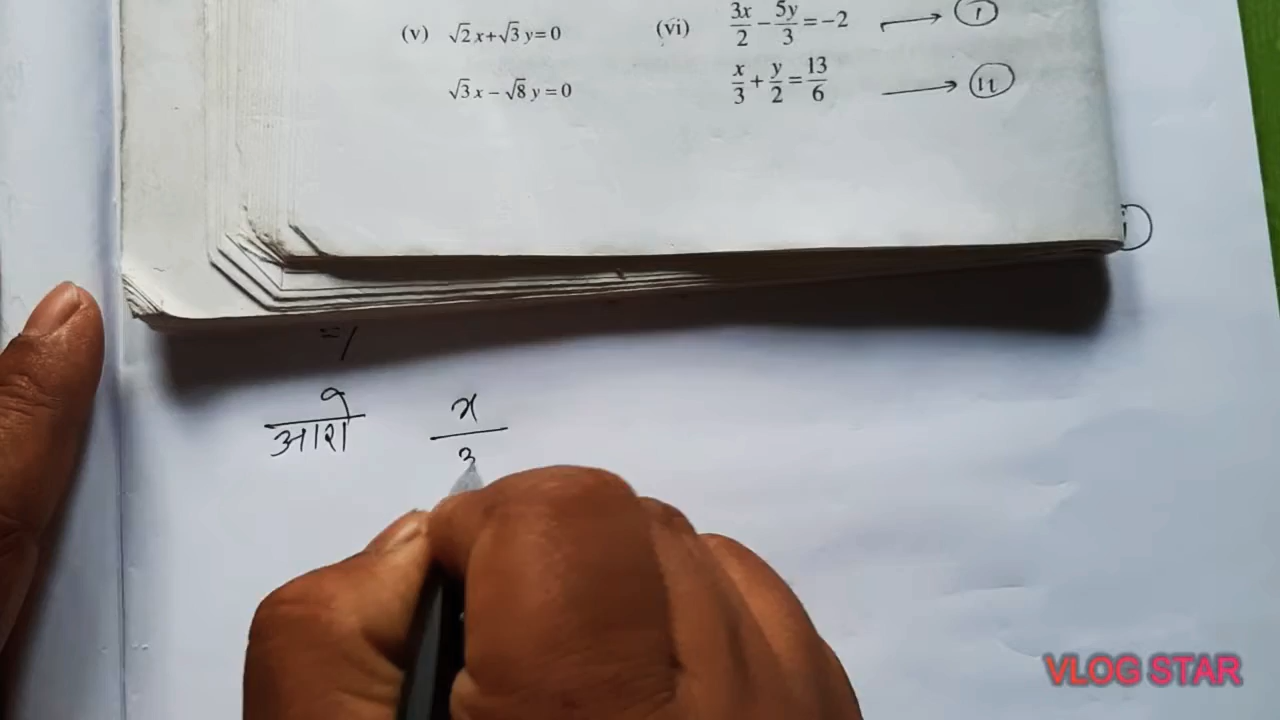 (v) √2x+√3y=0 (vi) 3x/2 − 5y/3 = −2 → (I)
√3x − √8y=0 x/3 + y/2 = 13/6 → (II)
x/3
VLOG STAR